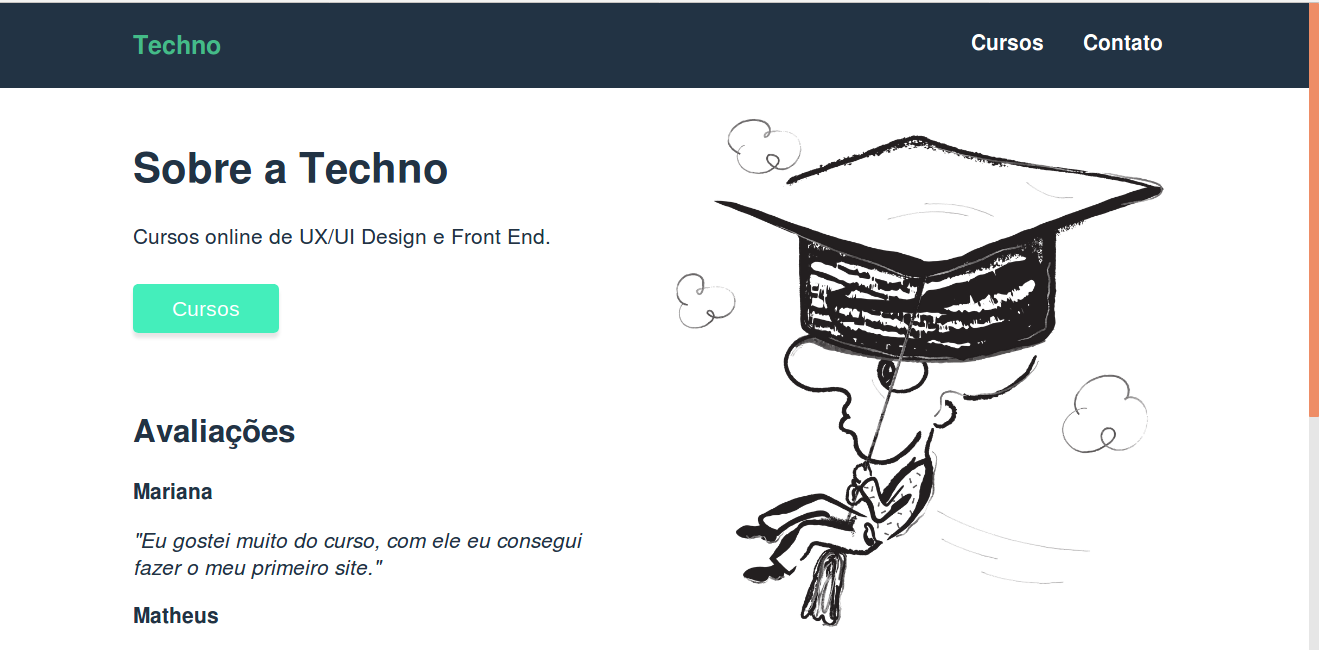 Techno
Cursos Contato
Sobre a Techno
Cursos online de UX/UI Design e Front End.
Cursos
Avaliações
Mariana
"Eu gostei muito do curso, com ele eu consegui
fazer o meu primeiro site."
Matheus